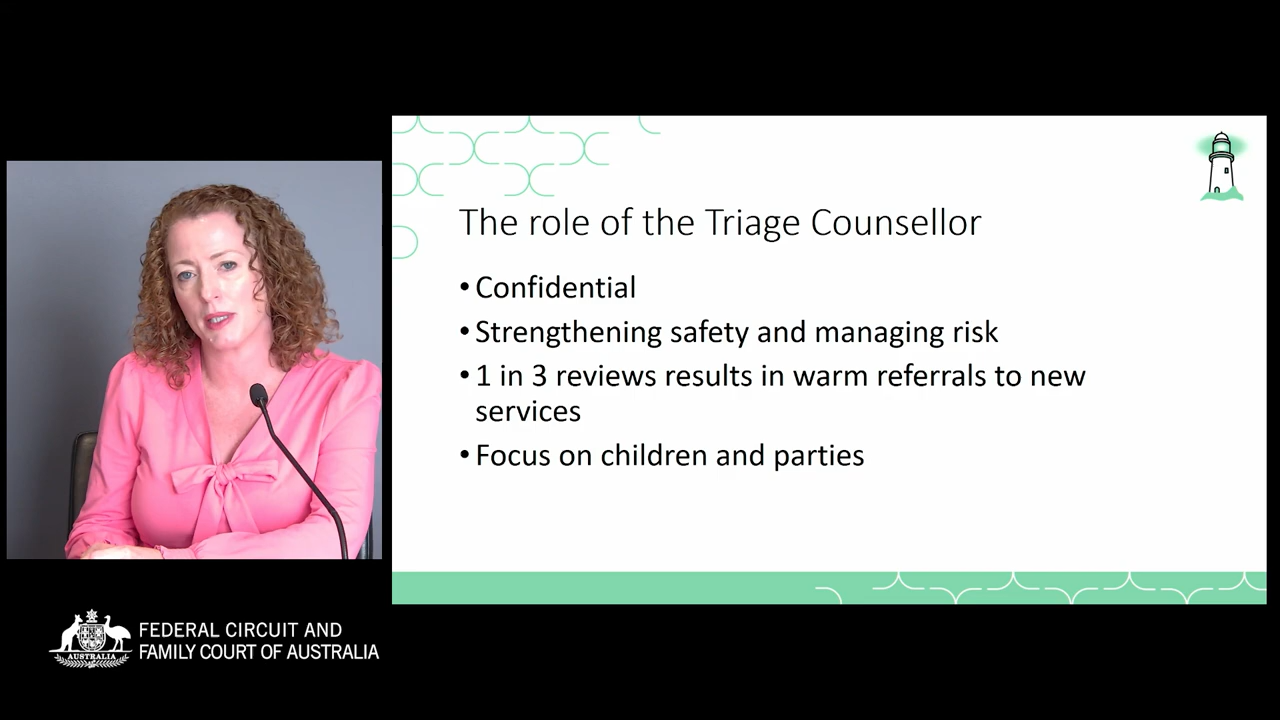 The role of the Triage Counsellor
• Confidential
• Strengthening safety and managing risk
• 1 in 3 reviews results in warm referrals to new
services
• Focus on children and parties
AUSTRALIA
FEDERAL CIRCUIT AND
FAMILY COURT OF AUSTRALIA